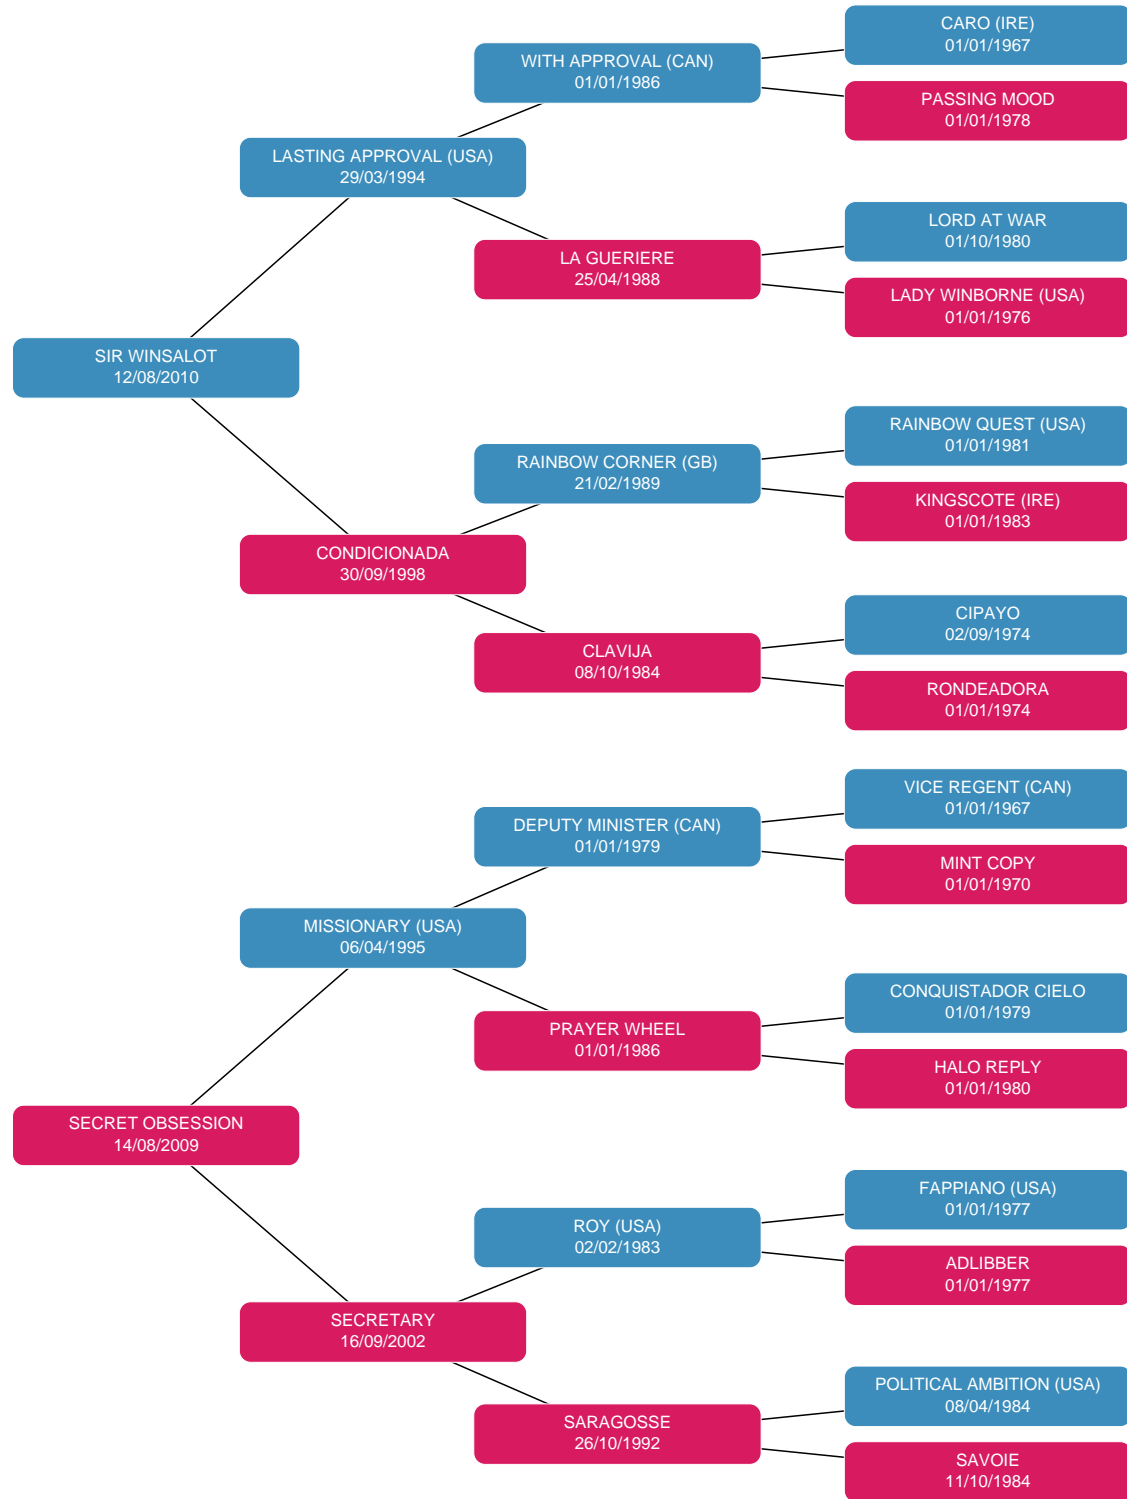 CARO (IRE)
01/01/1967
WITH APPROVAL (CAN)
01/01/1986
PASSING MOOD
01/01/1978
LASTING APPROVAL (USA)
29/03/1994
LORD AT WAR
01/10/1980
LA GUERIERE
25/04/1988
LADY WINBORNE (USA)
01/01/1976
SIR WINSALOT
12/08/2010
RAINBOW QUEST (USA)
01/01/1981
RAINBOW CORNER (GB)
21/02/1989
KINGSCOTE (IRE)
01/01/1983
CONDICIONADA
30/09/1998
CIPAYO
02/09/1974
CLAVIJA
08/10/1984
RONDEADORA
01/01/1974
VICE REGENT (CAN)
01/01/1967
DEPUTY MINISTER (CAN)
01/01/1979
MINT COPY
01/01/1970
MISSIONARY (USA)
06/04/1995
CONQUISTADOR CIELO
01/01/1979
PRAYER WHEEL
01/01/1986
HALO REPLY
01/01/1980
SECRET OBSESSION
14/08/2009
FAPPIANO (USA)
01/01/1977
ROY (USA)
02/02/1983
ADLIBBER
01/01/1977
SECRETARY
16/09/2002
POLITICAL AMBITION (USA)
08/04/1984
SARAGOSSE
26/10/1992
SAVOIE
11/10/1984